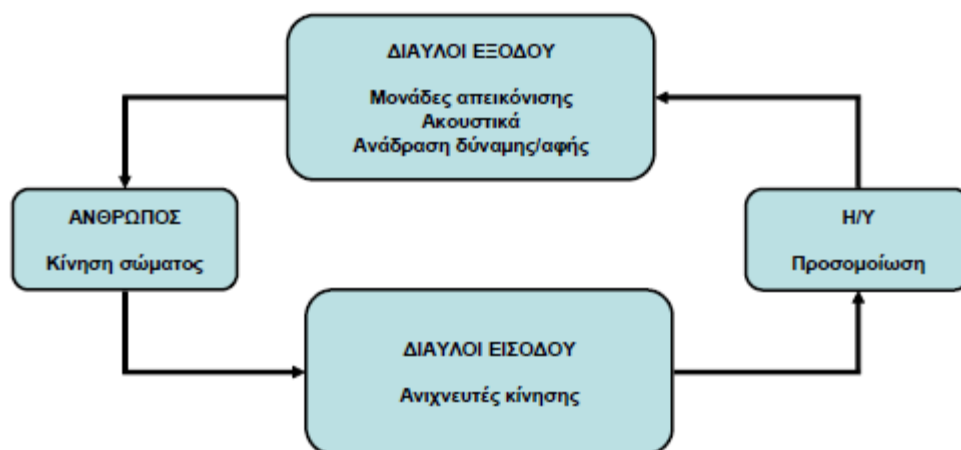 ΔΙΑΥΛΟΙ ΕΞΟΔΟΥ
Μονάδες απεικόνισης
Ακουστικά
Ανάδραση δύναμης/αφής
ΑΝΘΡΩΠΟΣ
Κίνηση σώματος
Η/Υ
Προσομοίωση
ΔΙΑΥΛΟΙ ΕΙΣΟΔΟΥ
Ανιχνευτές κίνησης